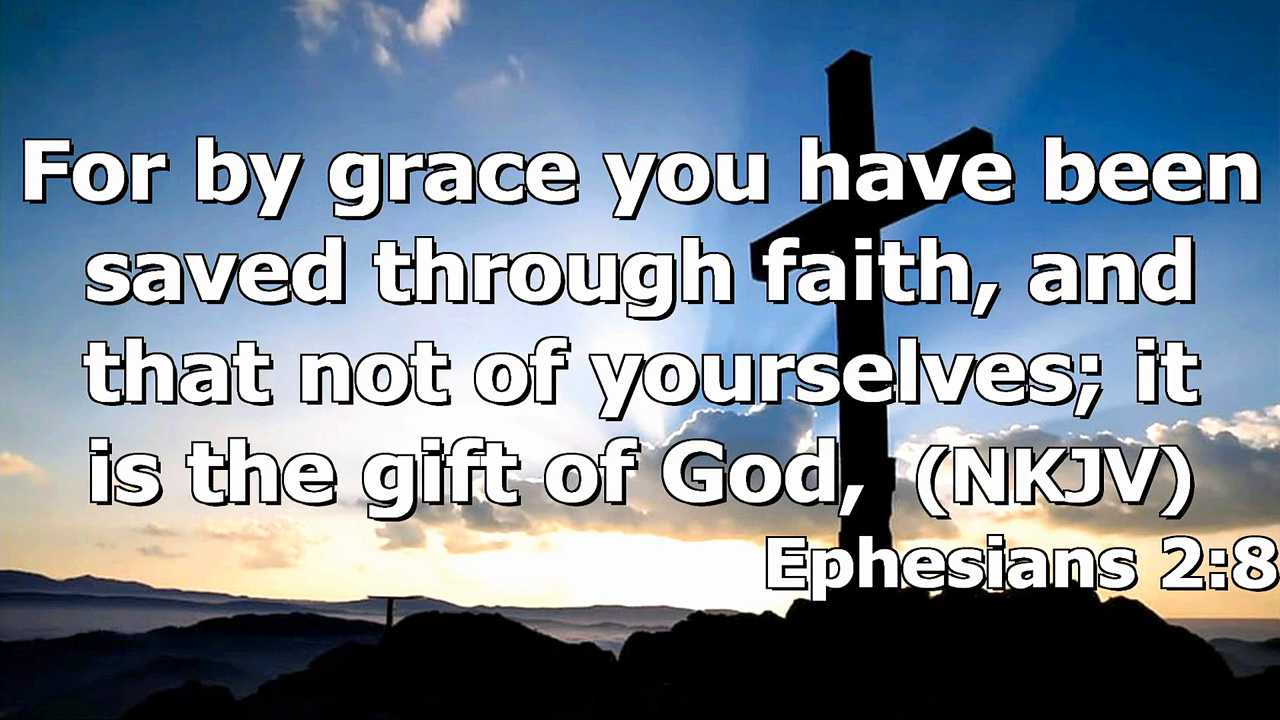 For by grace you have been
saved through faith, and
that not of yourselves; it
is the gift of God, (NKJV)
Ephesians 2:8